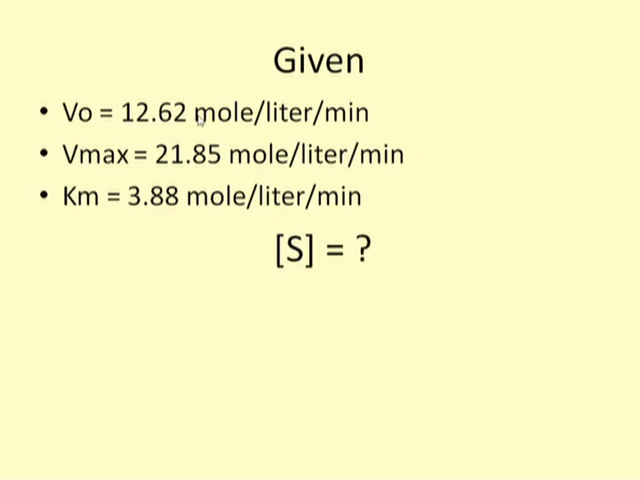 Given
• Vo = 12.62 mole/liter/min
• Vmax = 21.85 mole/liter/min
• Km = 3.88 mole/liter/min
[S] = ?